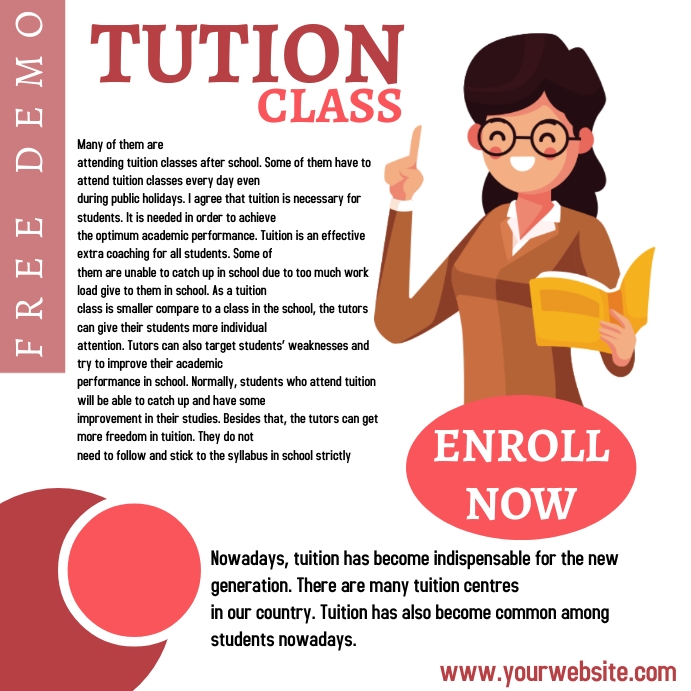 FREE DEMO
TUTION
CLASS
Many of them are
attending tuition classes after school. Some of them have to
attend tuition classes every day even
during public holidays. I agree that tuition is necessary for
students. It is needed in order to achieve
the optimum academic performance. Tuition is an effective
extra coaching for all students. Some of
them are unable to catch up in school due to too much work
load give to them in school. As a tuition
class is smaller compare to a class in the school, the tutors
can give their students more individual
attention. Tutors can also target students’ weaknesses and
try to improve their academic
performance in school. Normally, students who attend tuition
will be able to catch up and have some
improvement in their studies. Besides that, the tutors can get
more freedom in tuition. They do not
need to follow and stick to the syllabus in school strictly
ENROLL
NOW
Nowadays, tuition has become indispensable for the new
generation. There are many tuition centres
in our country. Tuition has also become common among
students nowadays.
www.yourwebsite.com